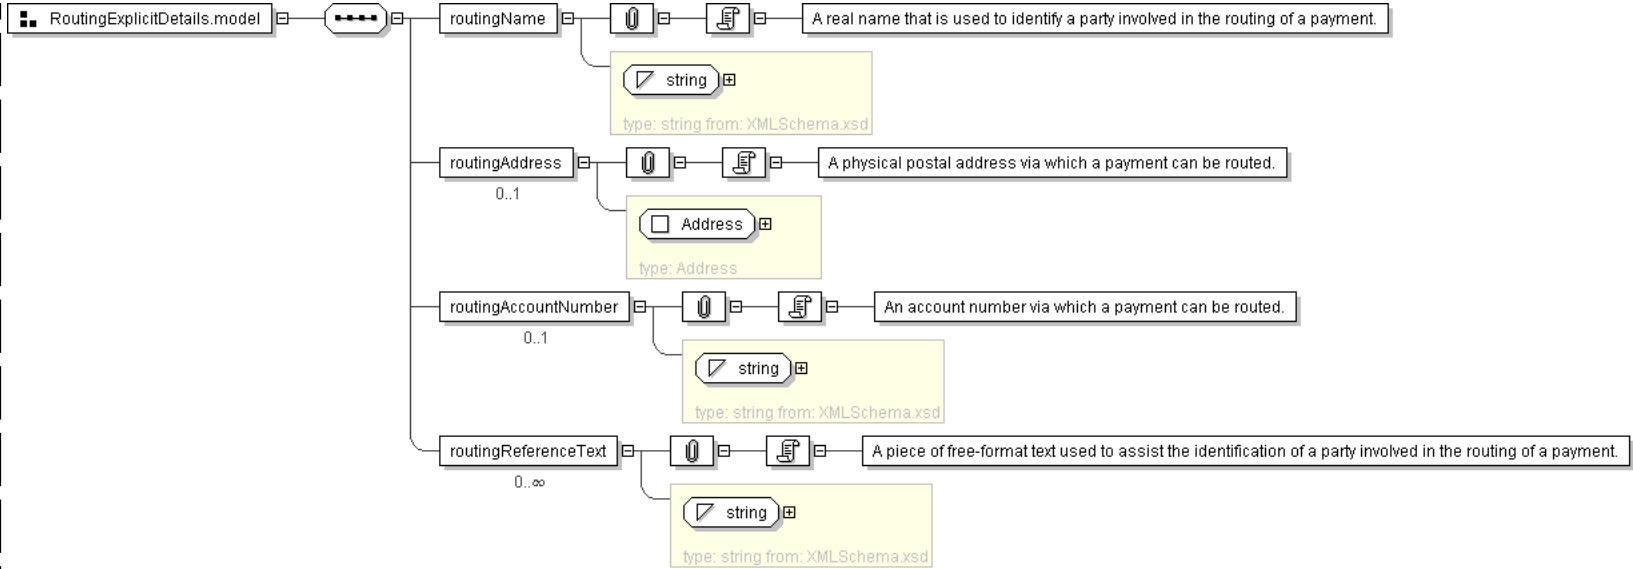 RoutingExplicitDetails.model
routingName
A real name that is used to identify a party involved in the routing of a payment.
string
type: string from: XMLSchema.xsd
routingAddress
A physical postal address via which a payment can be routed.
0..1
Address
type: Address
routingAccountNumber
An account number via which a payment can be routed.
0..1
string
type: string from: XMLSchema.xsd
routingReferenceText
A piece of free-format text used to assist the identification of a party involved in the routing of a payment.
0..∞
string
type: string from: XMLSchema.xsd